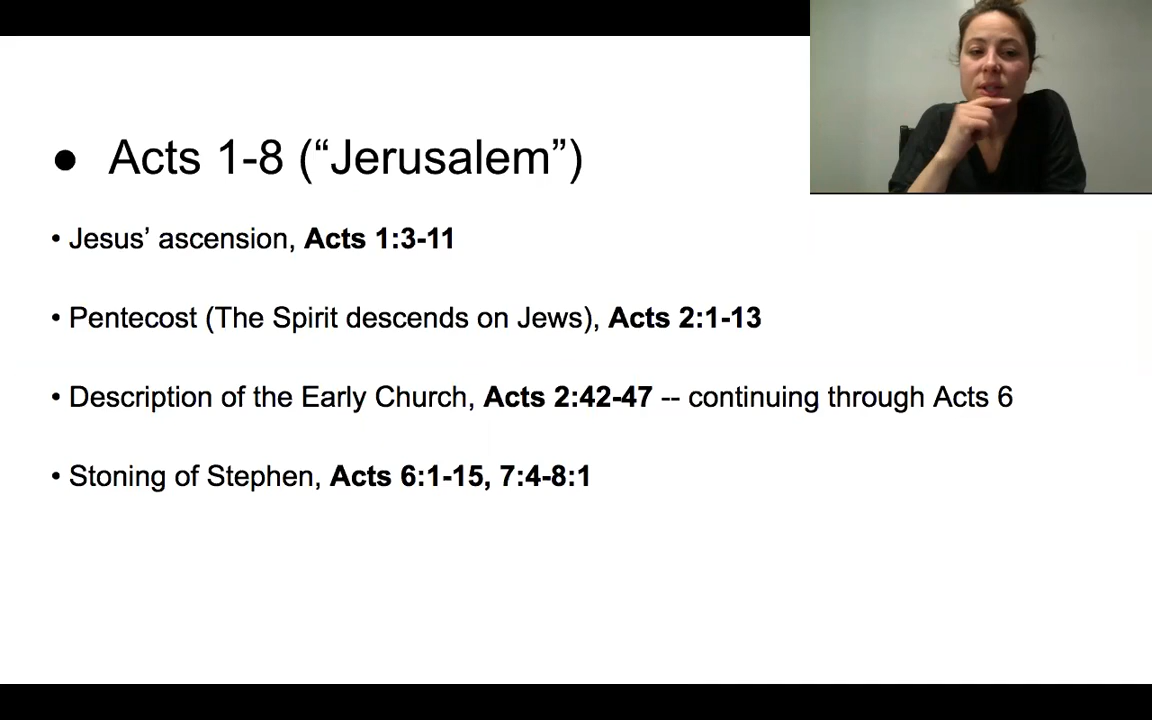 ● Acts 1-8 (“Jerusalem”)
• Jesus’ ascension, Acts 1:3-11
• Pentecost (The Spirit descends on Jews), Acts 2:1-13
• Description of the Early Church, Acts 2:42-47 -- continuing through Acts 6
• Stoning of Stephen, Acts 6:1-15, 7:4-8:1